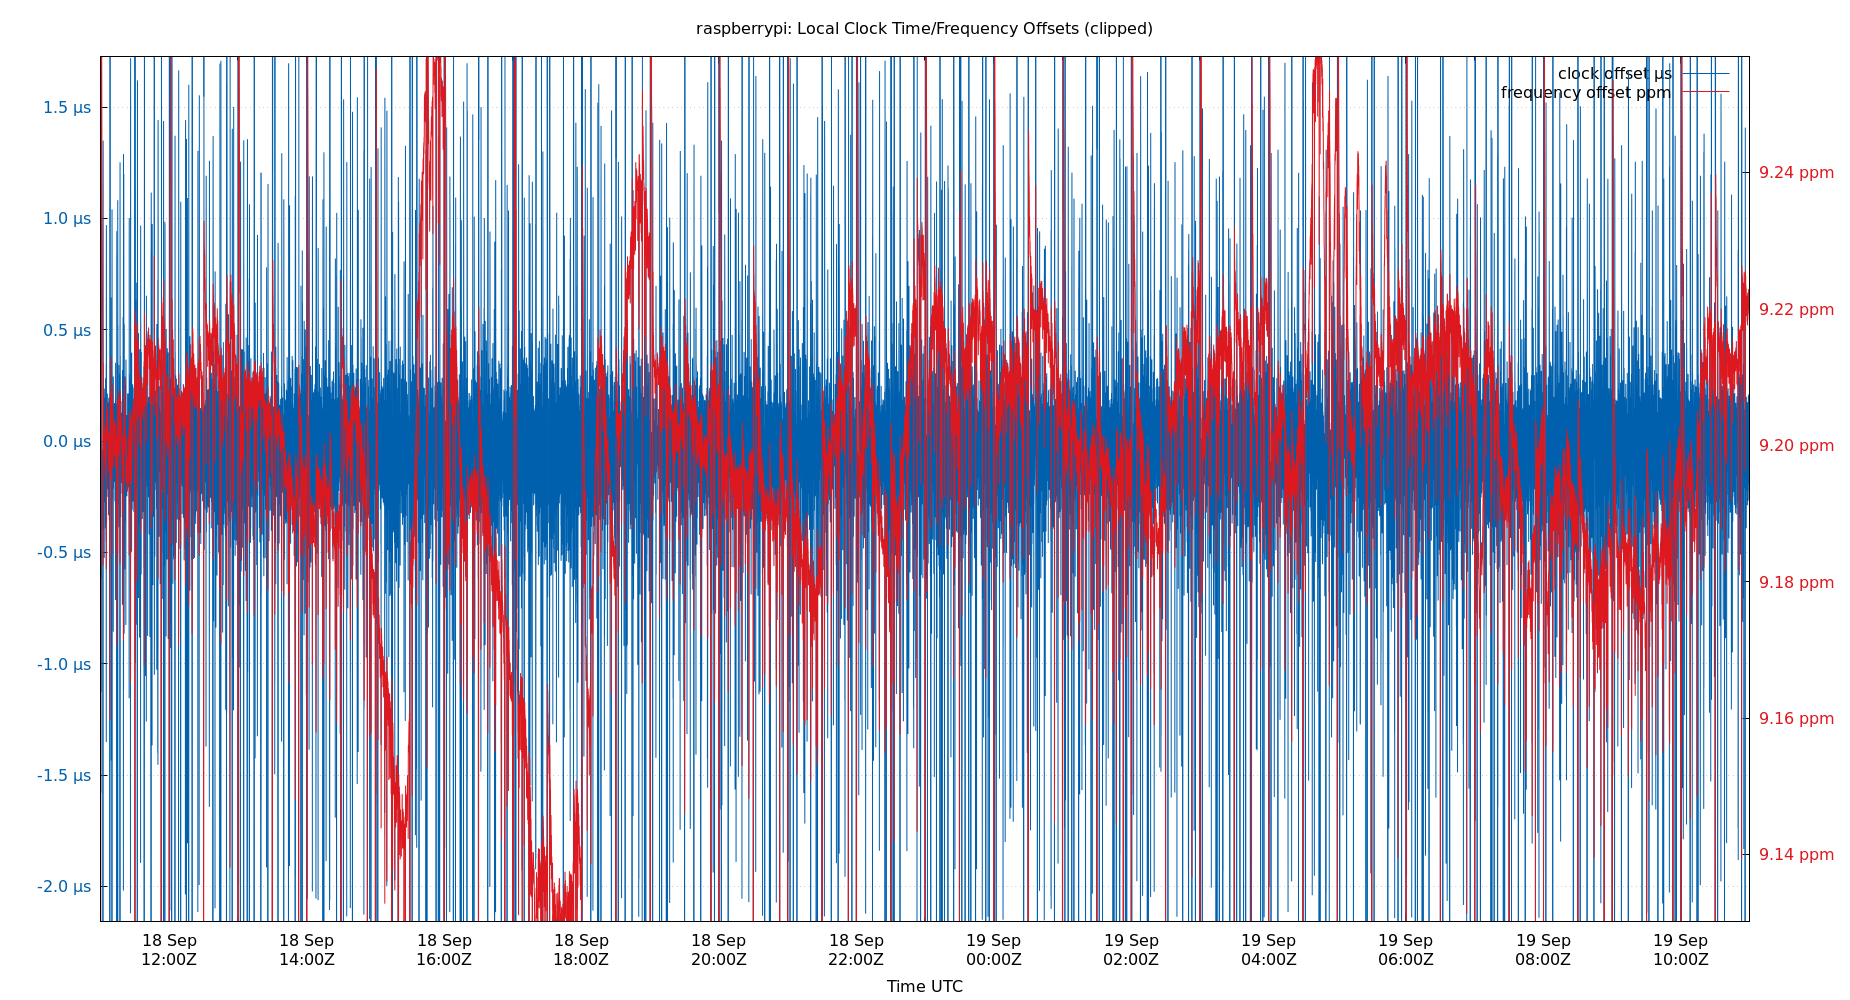 raspberrypi: Local Clock Time/Frequency Offsets (clipped)
clock offset µs
frequency offset ppm
1.5 µs
1.0 µs
0.5 µs
0.0 µs
-0.5 µs
-1.0 µs
-1.5 µs
-2.0 µs
9.24 ppm
9.22 ppm
9.20 ppm
9.18 ppm
9.16 ppm
9.14 ppm
18 Sep 18 Sep 18 Sep 18 Sep 18 Sep 18 Sep 19 Sep 19 Sep 19 Sep 19 Sep 19 Sep 19 Sep
12:00Z 14:00Z 16:00Z 18:00Z 20:00Z 22:00Z 00:00Z 02:00Z 04:00Z 06:00Z 08:00Z 10:00Z
Time UTC